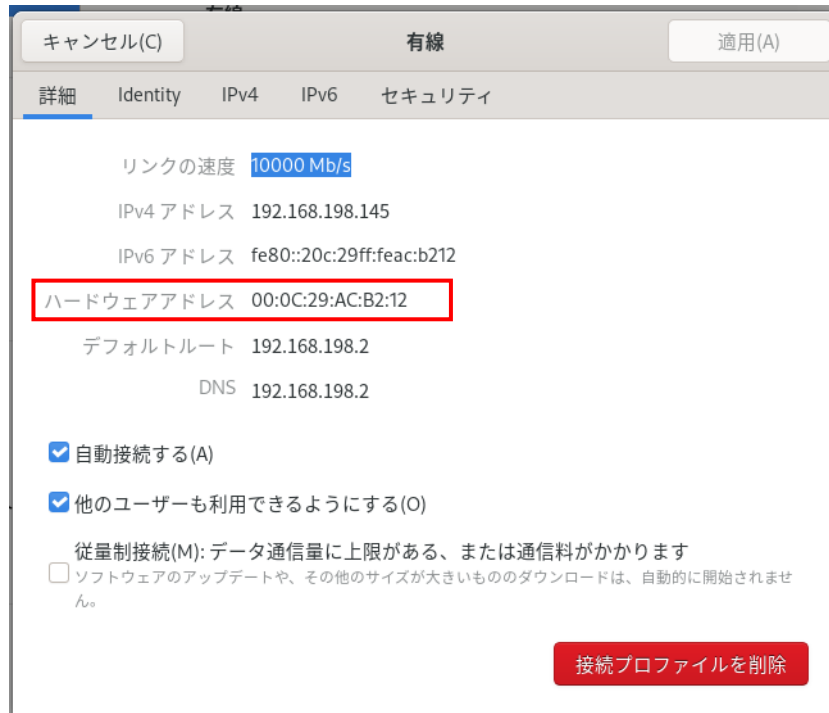 キャンセル(C)
有線
適用(A)
詳細
Identity
IPv4
IPv6
セキュリティ
リンクの速度 10000 Mb/s
IPv4 アドレス 192.168.198.145
IPv6 アドレス fe80::20c:29ff:feac:b212
ハードウェアアドレス 00:0C:29:AC:B2:12
デフォルトルート 192.168.198.2
DNS 192.168.198.2
自動接続する(A)
他のユーザーも利用できるようにする(O)
従量制接続(M): データ通信量に上限がある、または通信料がかかります
ソフトウェアのアップデートや、その他のサイズが大きいもののダウンロードは、自動的に開始されませ
ん。
接続プロファイルを削除